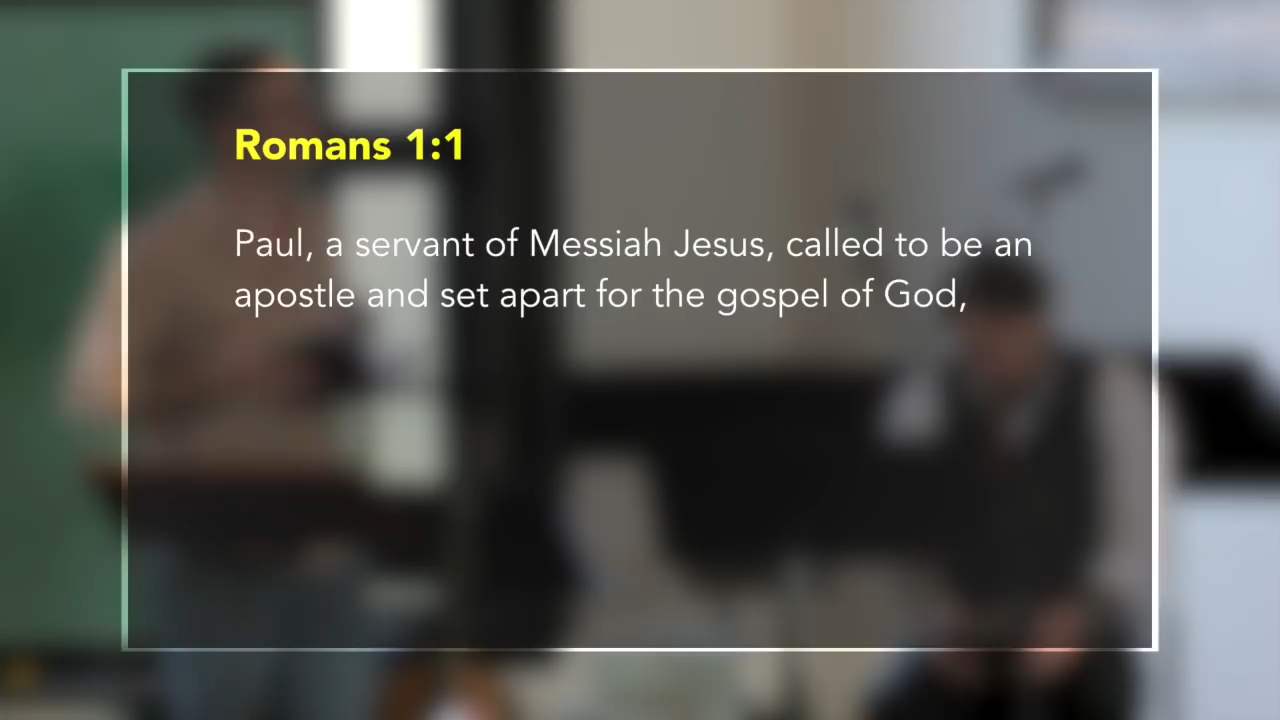 Romans 1:1
Paul, a servant of Messiah Jesus, called to be an
apostle and set apart for the gospel of God,